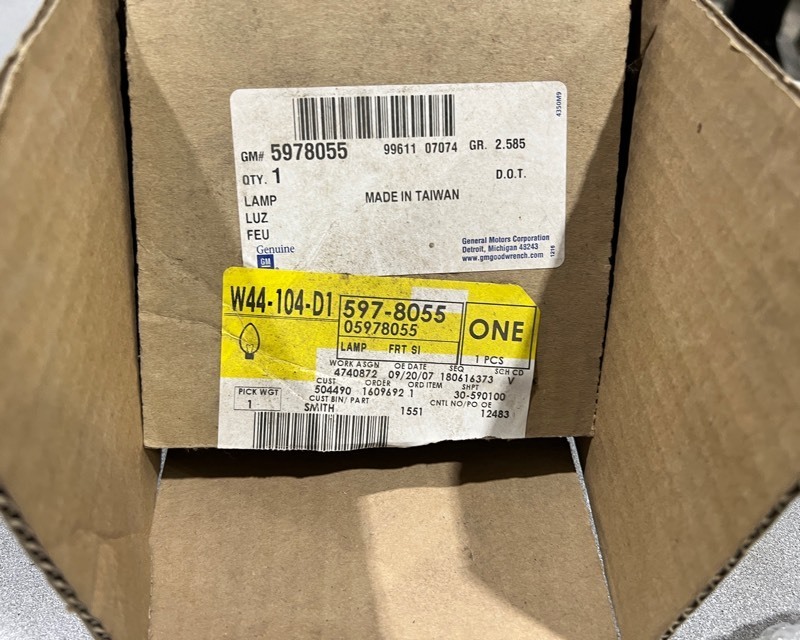 4350M9
GM# 5978055 99611 07074 GR. 2.585
QTY. 1 D.O.T.
LAMP MADE IN TAIWAN
LUZ
FEU
Genuine
GM
General Motors Corporation
Detroit, Michigan 48243
www.gmgoodwrench.com
1318
W44-104-D1 597-8055 ONE
05978055
LAMP FRT SI 1 PCS
WORK ASGN OE DATE SEQ SCH CD
4740872 09/20/07 180616373 V
CUST ORDER ORD ITEM SHPT
504490 1609692 1 30-590100
PICK WGT CUST BIN/ PART CNTL NO/PO OE
1 SMITH 1551 12483